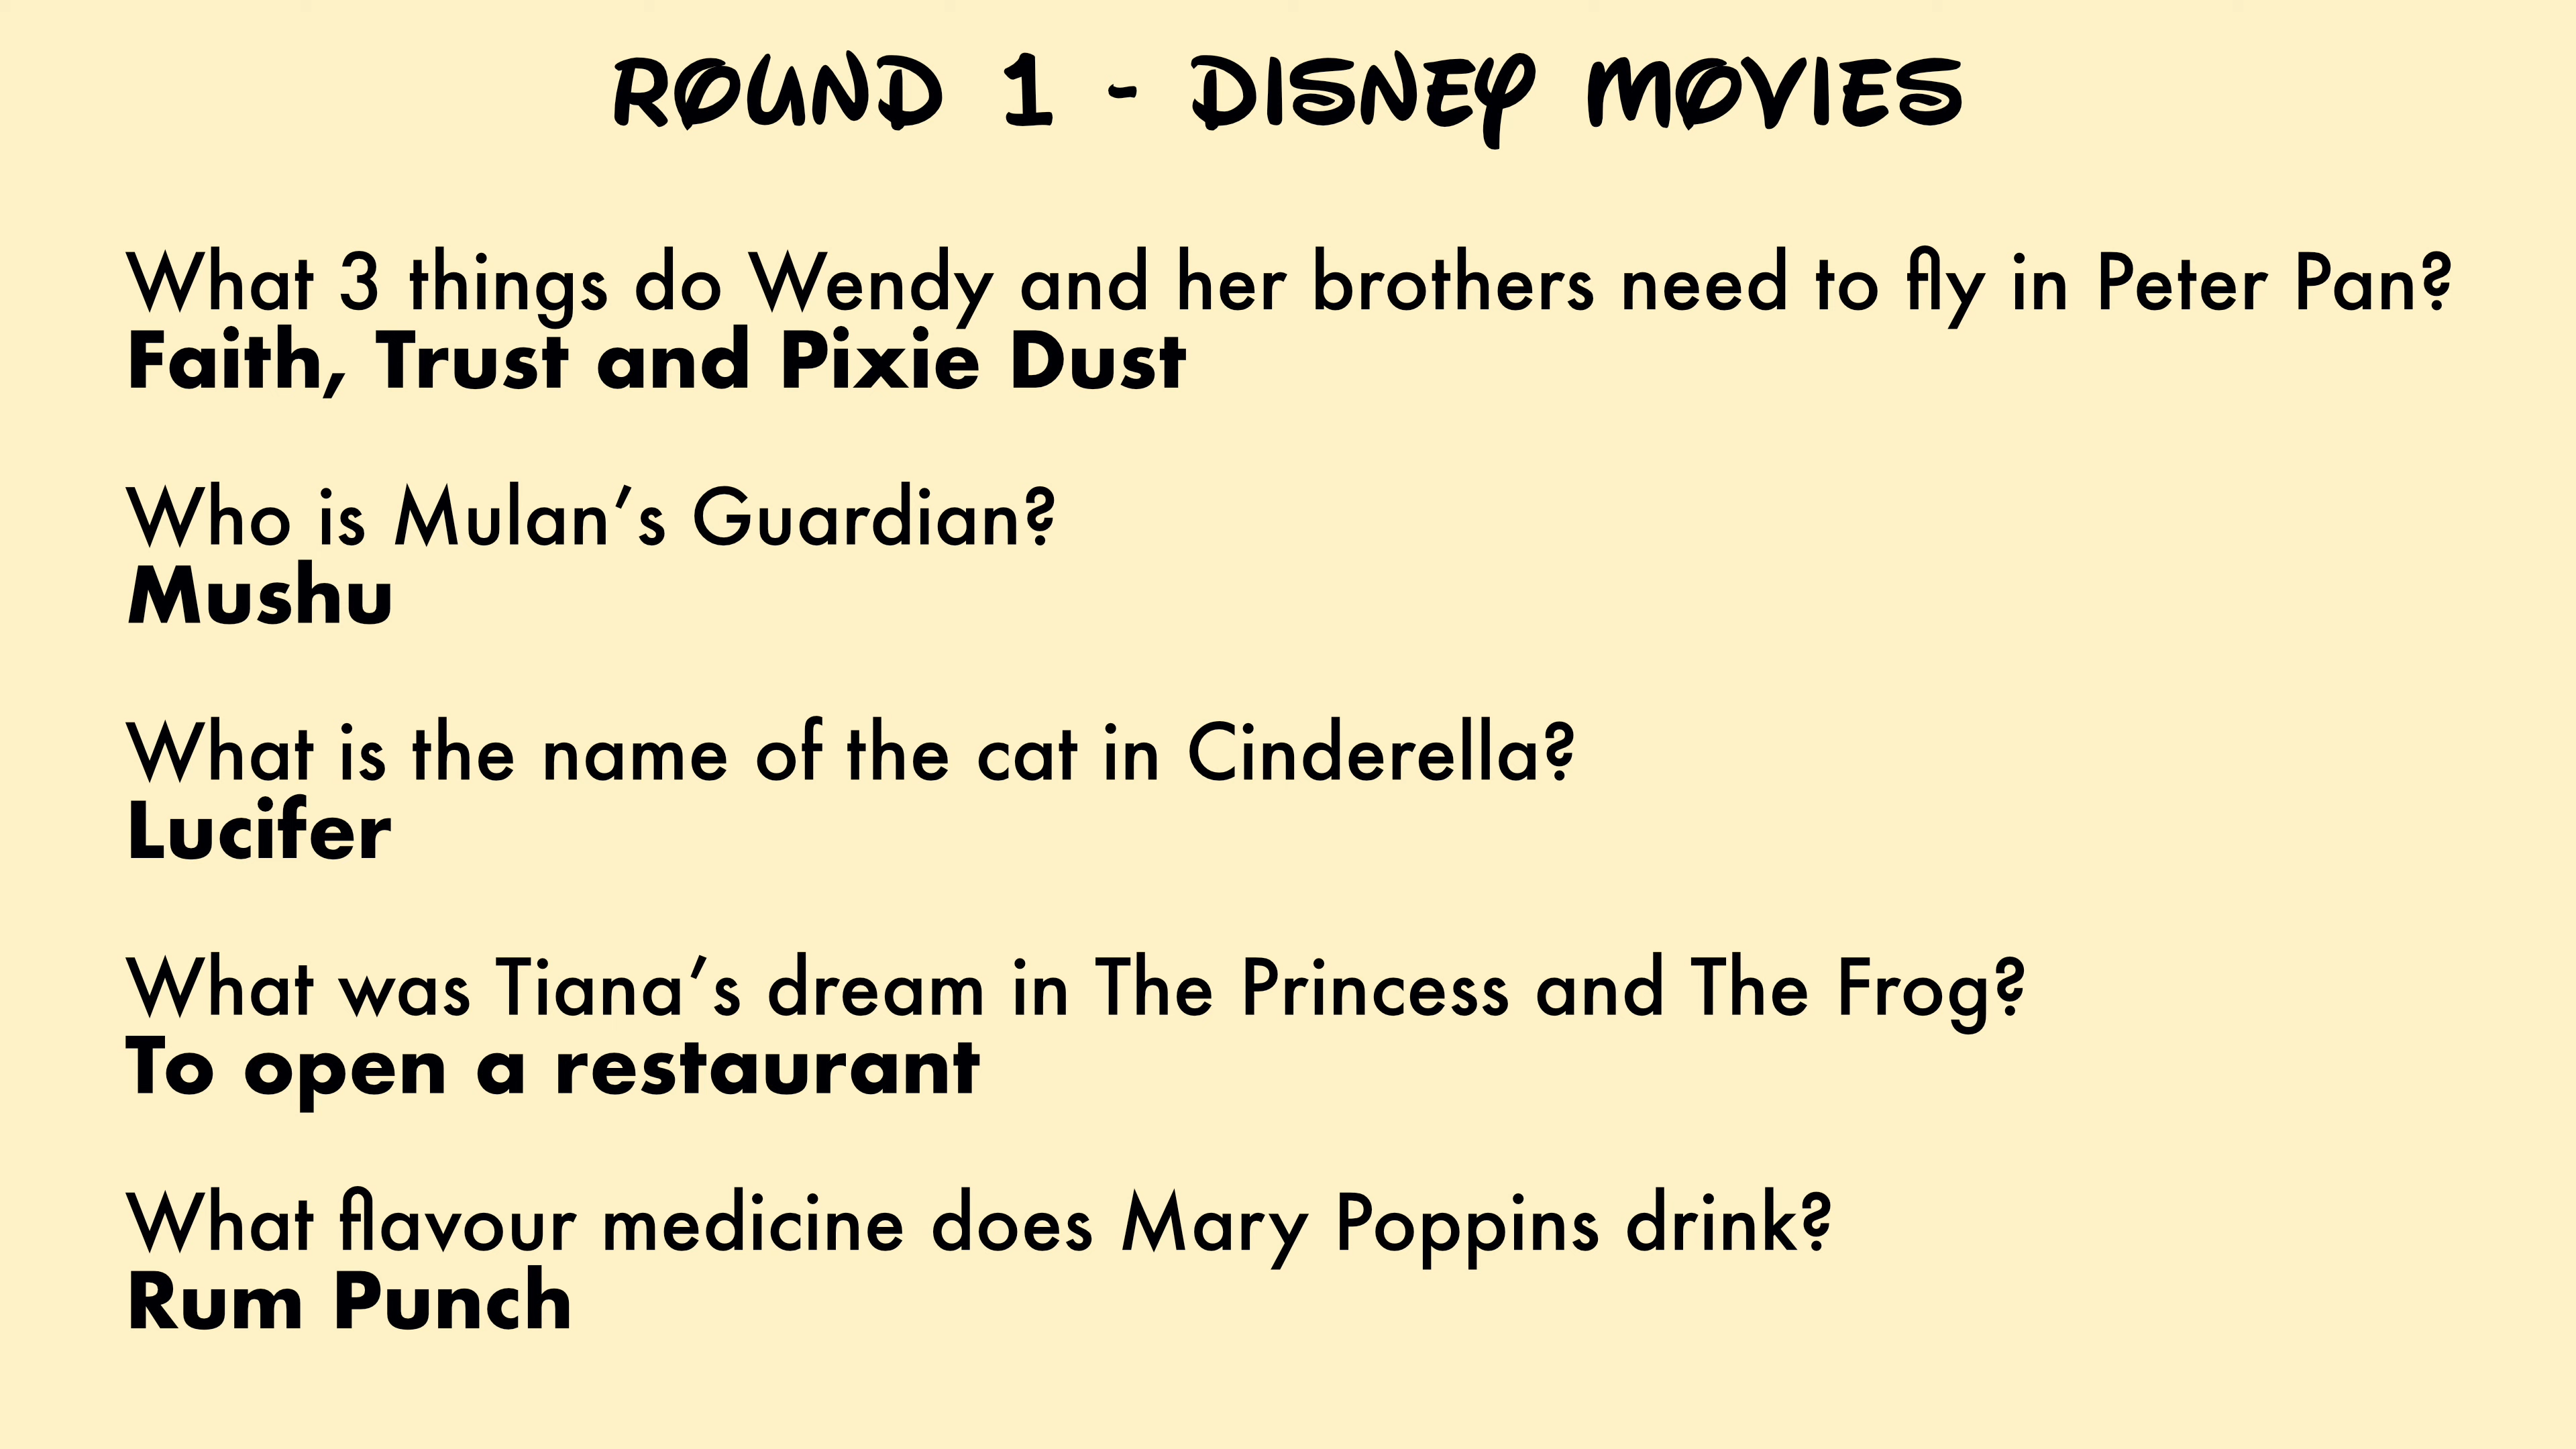 ROUND 1 - DISNEY MOVIES
What 3 things do Wendy and her brothers need to fly in Peter Pan?
Faith, Trust and Pixie Dust
Who is Mulan’s Guardian?
Mushu
What is the name of the cat in Cinderella?
Lucifer
What was Tiana’s dream in The Princess and The Frog?
To open a restaurant
What flavour medicine does Mary Poppins drink?
Rum Punch